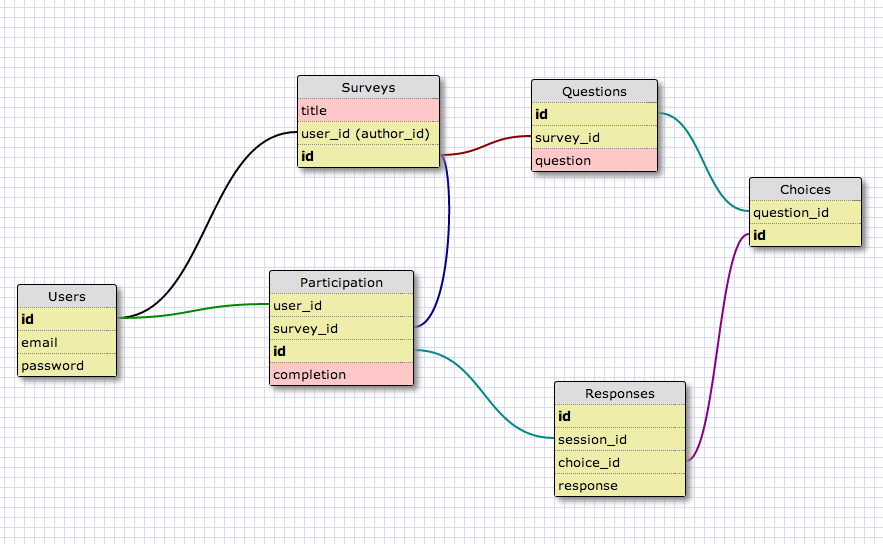 Surveys
title
user_id (author_id)
id
Questions
id
survey_id
question
Choices
question_id
id
Users
id
email
password
Participation
user_id
survey_id
id
completion
Responses
id
session_id
choice_id
response